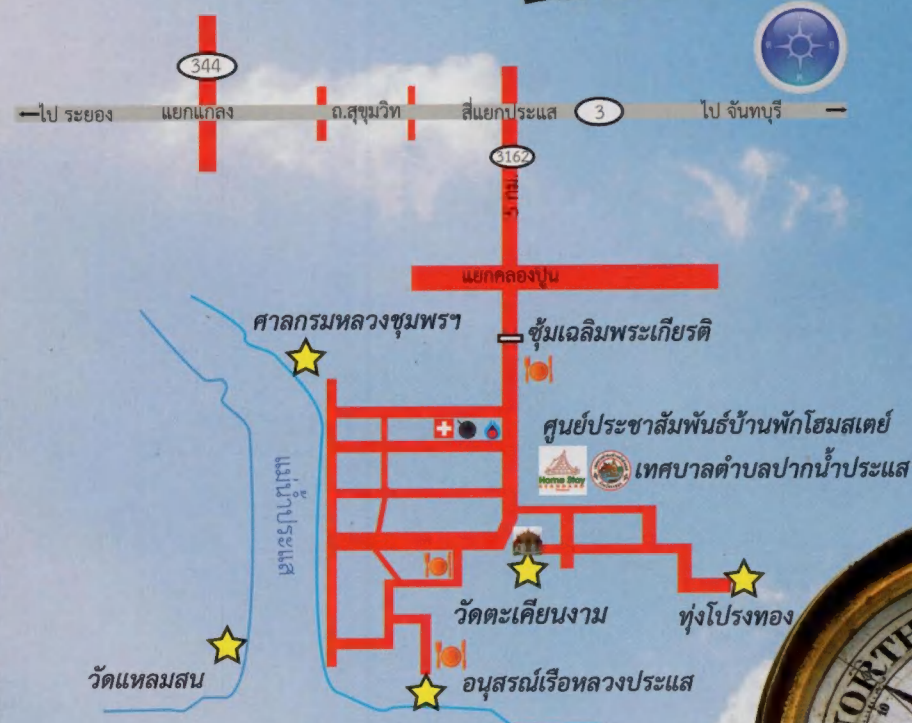 344
←ไป ระยอง แยกแกลง ถ.สุขุมวิท สี่แยกประแส 3 ไป จันทบุรี →
3162
5 กม.
แยกคลองปูน
ศาลกรมหลวงชุมพรฯ
ซุ้มเฉลิมพระเกียรติ
ศูนย์ประชาสัมพันธ์บ้านพักโฮมสเตย์
Home Stay
เทศบาลตำบลปากน้ำประแส
แม่น้ำประแส
วัดตะเคียนงาม
ทุ่งโปรงทอง
วัดแหลมสน
อนุสรณ์เรือหลวงประแส
NORTH